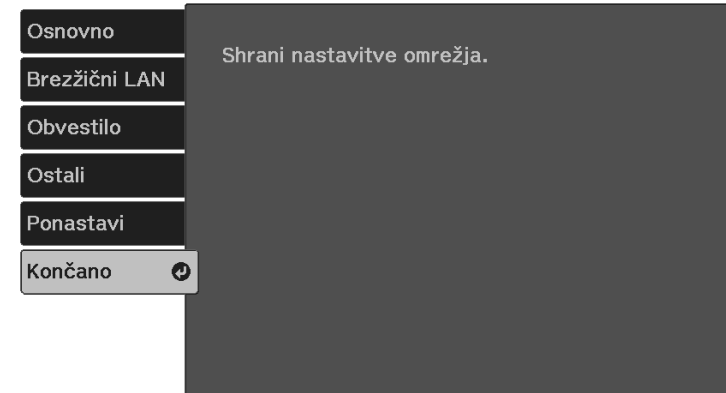 Osnovno
Brezžični LAN
Obvestilo
Ostali
Ponastavi
Končano
Shrani nastavitve omrežja.